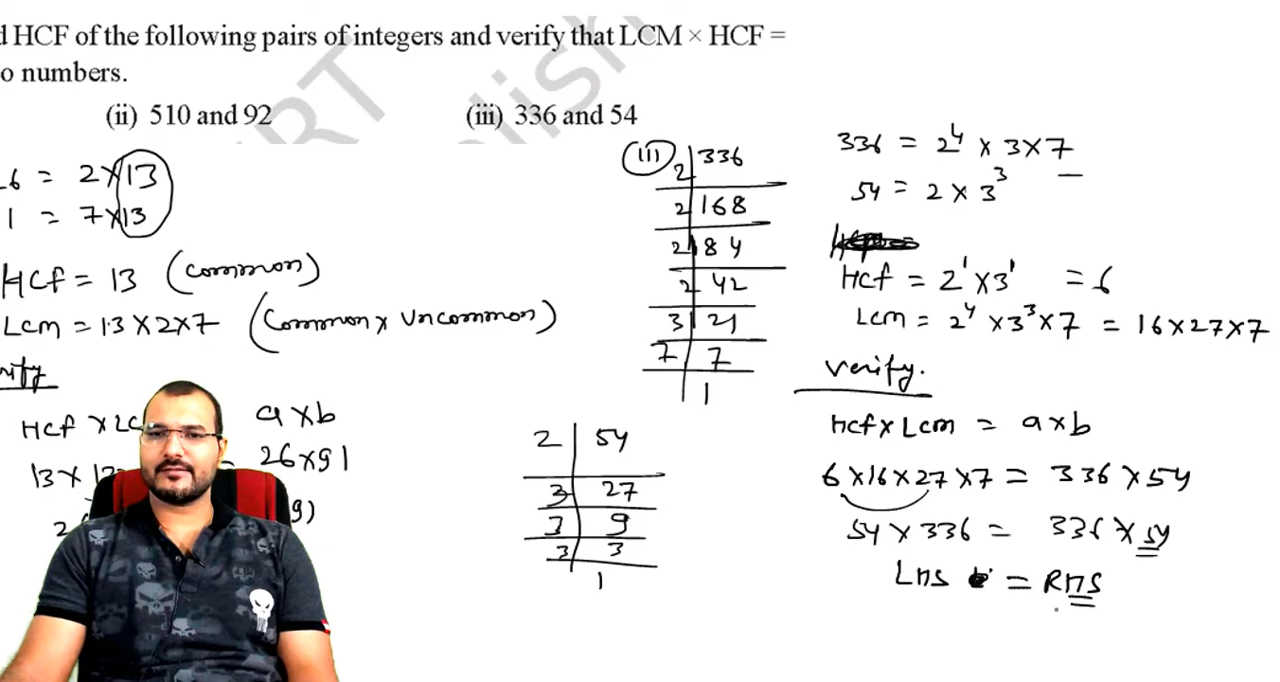 HCF of the following pairs of integers and verify that LCM × HCF =
o numbers.
(ii) 510 and 92
(iii) 336 and 54
6 = 2×13
1 = 7×13
HCF = 13 (common)
Lcm = 13×2×7 (Common × Uncommon)
HCF × a×b
13 × = 26×91
(iii)
2 | 336
2 | 168
2 | 84
2 | 42
3 | 21
7 | 7
1
2 | 54
3 | 27
3 | 9
3 | 3
1
336 = 2⁴ × 3×7
54 = 2 × 3³
Hcf = 2¹×3¹ = 6
Lcm = 2⁴ ×3³×7 = 16×27×7
Verify.
Hcf×Lcm = a×b
6×16×27×7 = 336×54
54×336 = 336×54
LHS = RHS